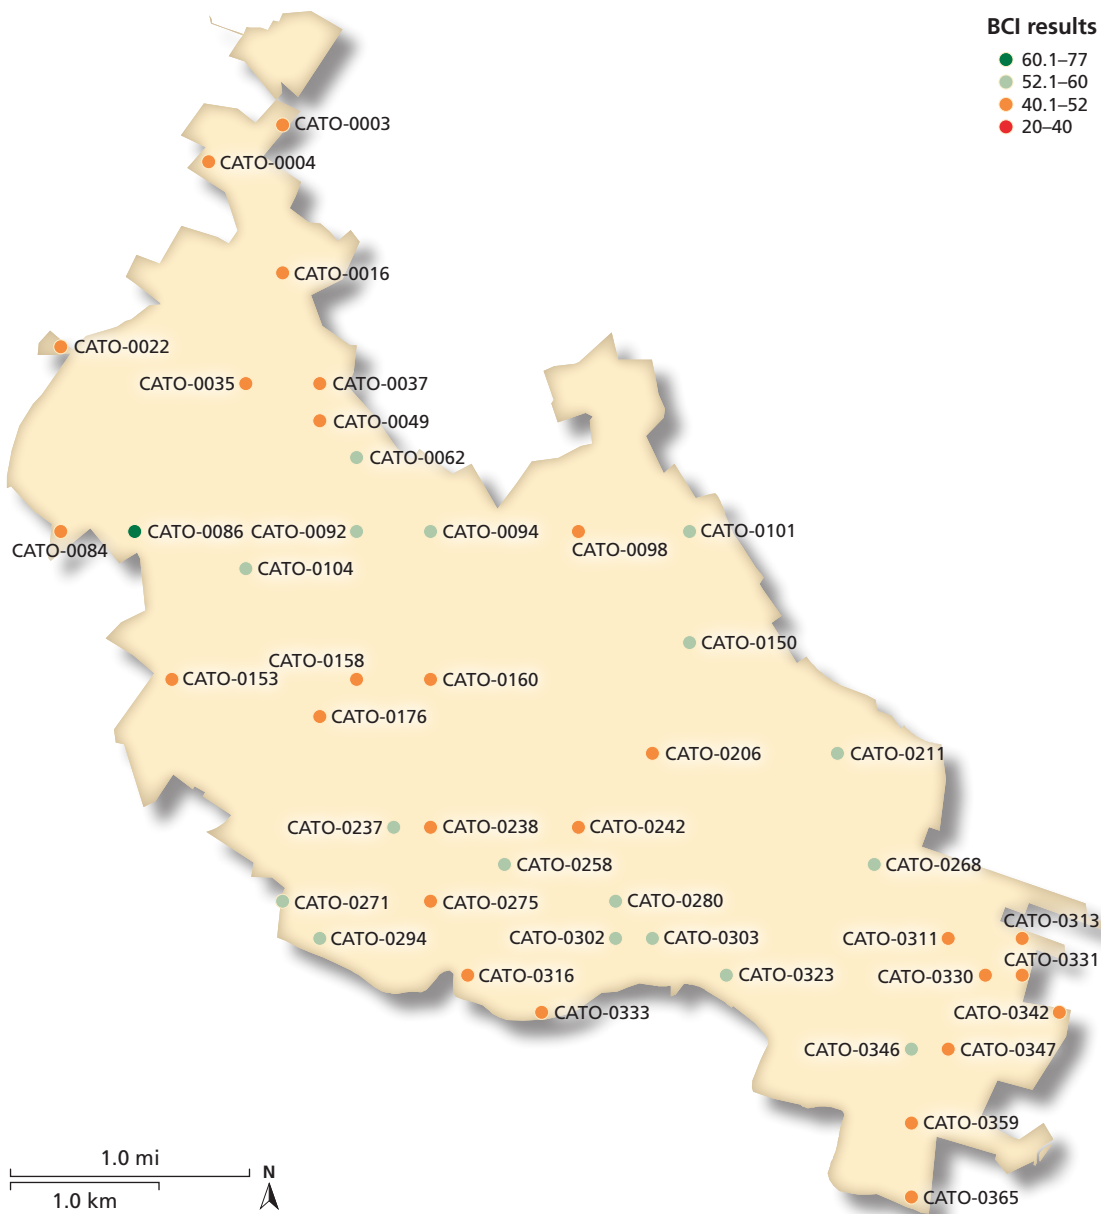 BCI results
60.1–77
52.1–60
40.1–52
20–40
CATO-0003
CATO-0004
CATO-0016
CATO-0022
CATO-0035
CATO-0037
CATO-0049
CATO-0062
CATO-0086
CATO-0092
CATO-0094
CATO-0101
CATO-0084
CATO-0098
CATO-0104
CATO-0150
CATO-0158
CATO-0153
CATO-0160
CATO-0176
CATO-0206
CATO-0211
CATO-0237
CATO-0238
CATO-0242
CATO-0258
CATO-0268
CATO-0271
CATO-0275
CATO-0280
CATO-0313
CATO-0294
CATO-0302
CATO-0303
CATO-0311
CATO-0331
CATO-0316
CATO-0323
CATO-0330
CATO-0333
CATO-0342
CATO-0346
CATO-0347
CATO-0359
CATO-0365
1.0 mi
N
1.0 km